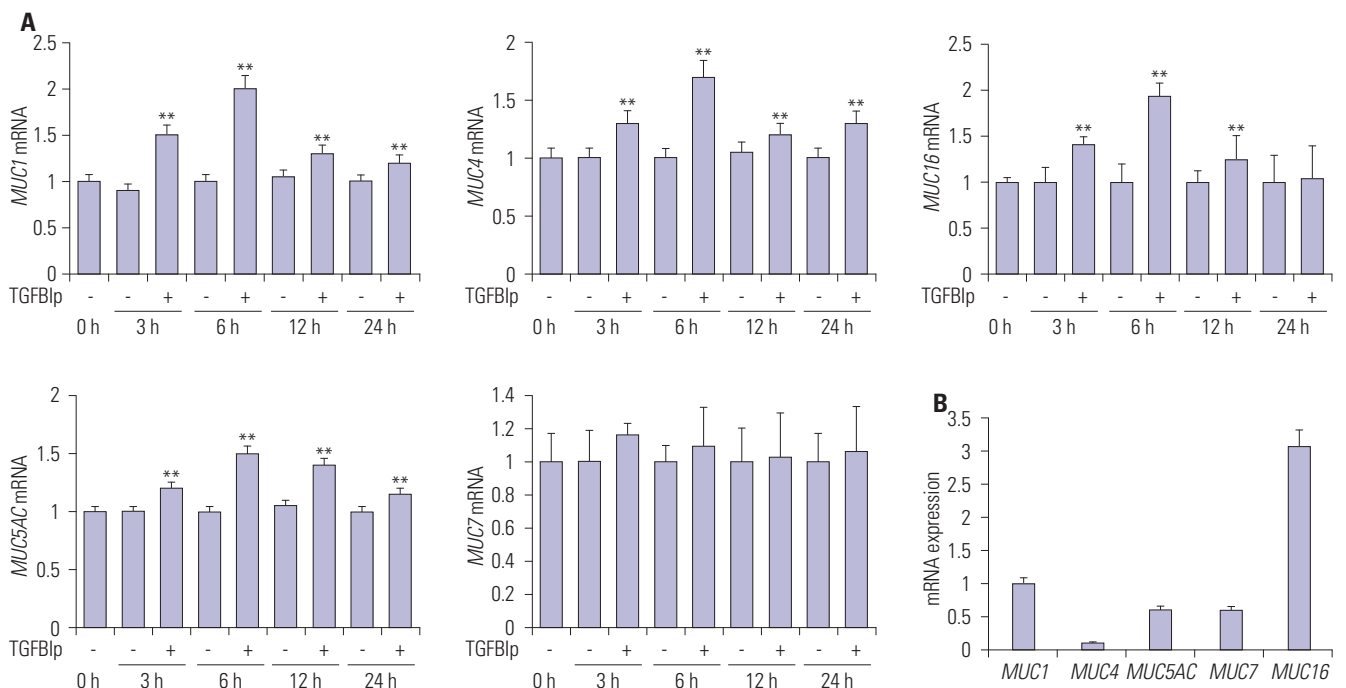 A
2.5
2
1.5
1
0.5
0
MUC1 mRNA
**
**
**
**
TGFBIp - - + - + - + - +
0 h 3 h 6 h 12 h 24 h
2
1.5
1
0.5
0
MUC4 mRNA
**
**
**
**
TGFBIp - - + - + - + - +
0 h 3 h 6 h 12 h 24 h
2.5
2
1.5
1
0.5
0
MUC16 mRNA
**
**
**
TGFBIp - - + - + - + - +
0 h 3 h 6 h 12 h 24 h
2
1.5
1
0.5
0
MUC5AC mRNA
**
**
**
**
TGFBIp - - + - + - + - +
0 h 3 h 6 h 12 h 24 h
1.4
1.2
1
0.8
0.6
0.4
0.2
0
MUC7 mRNA
TGFBIp - - + - + - + - +
0 h 3 h 6 h 12 h 24 h
B
3.5
3
2.5
2
1.5
1
0.5
0
mRNA expression
MUC1 MUC4 MUC5AC MUC7 MUC16